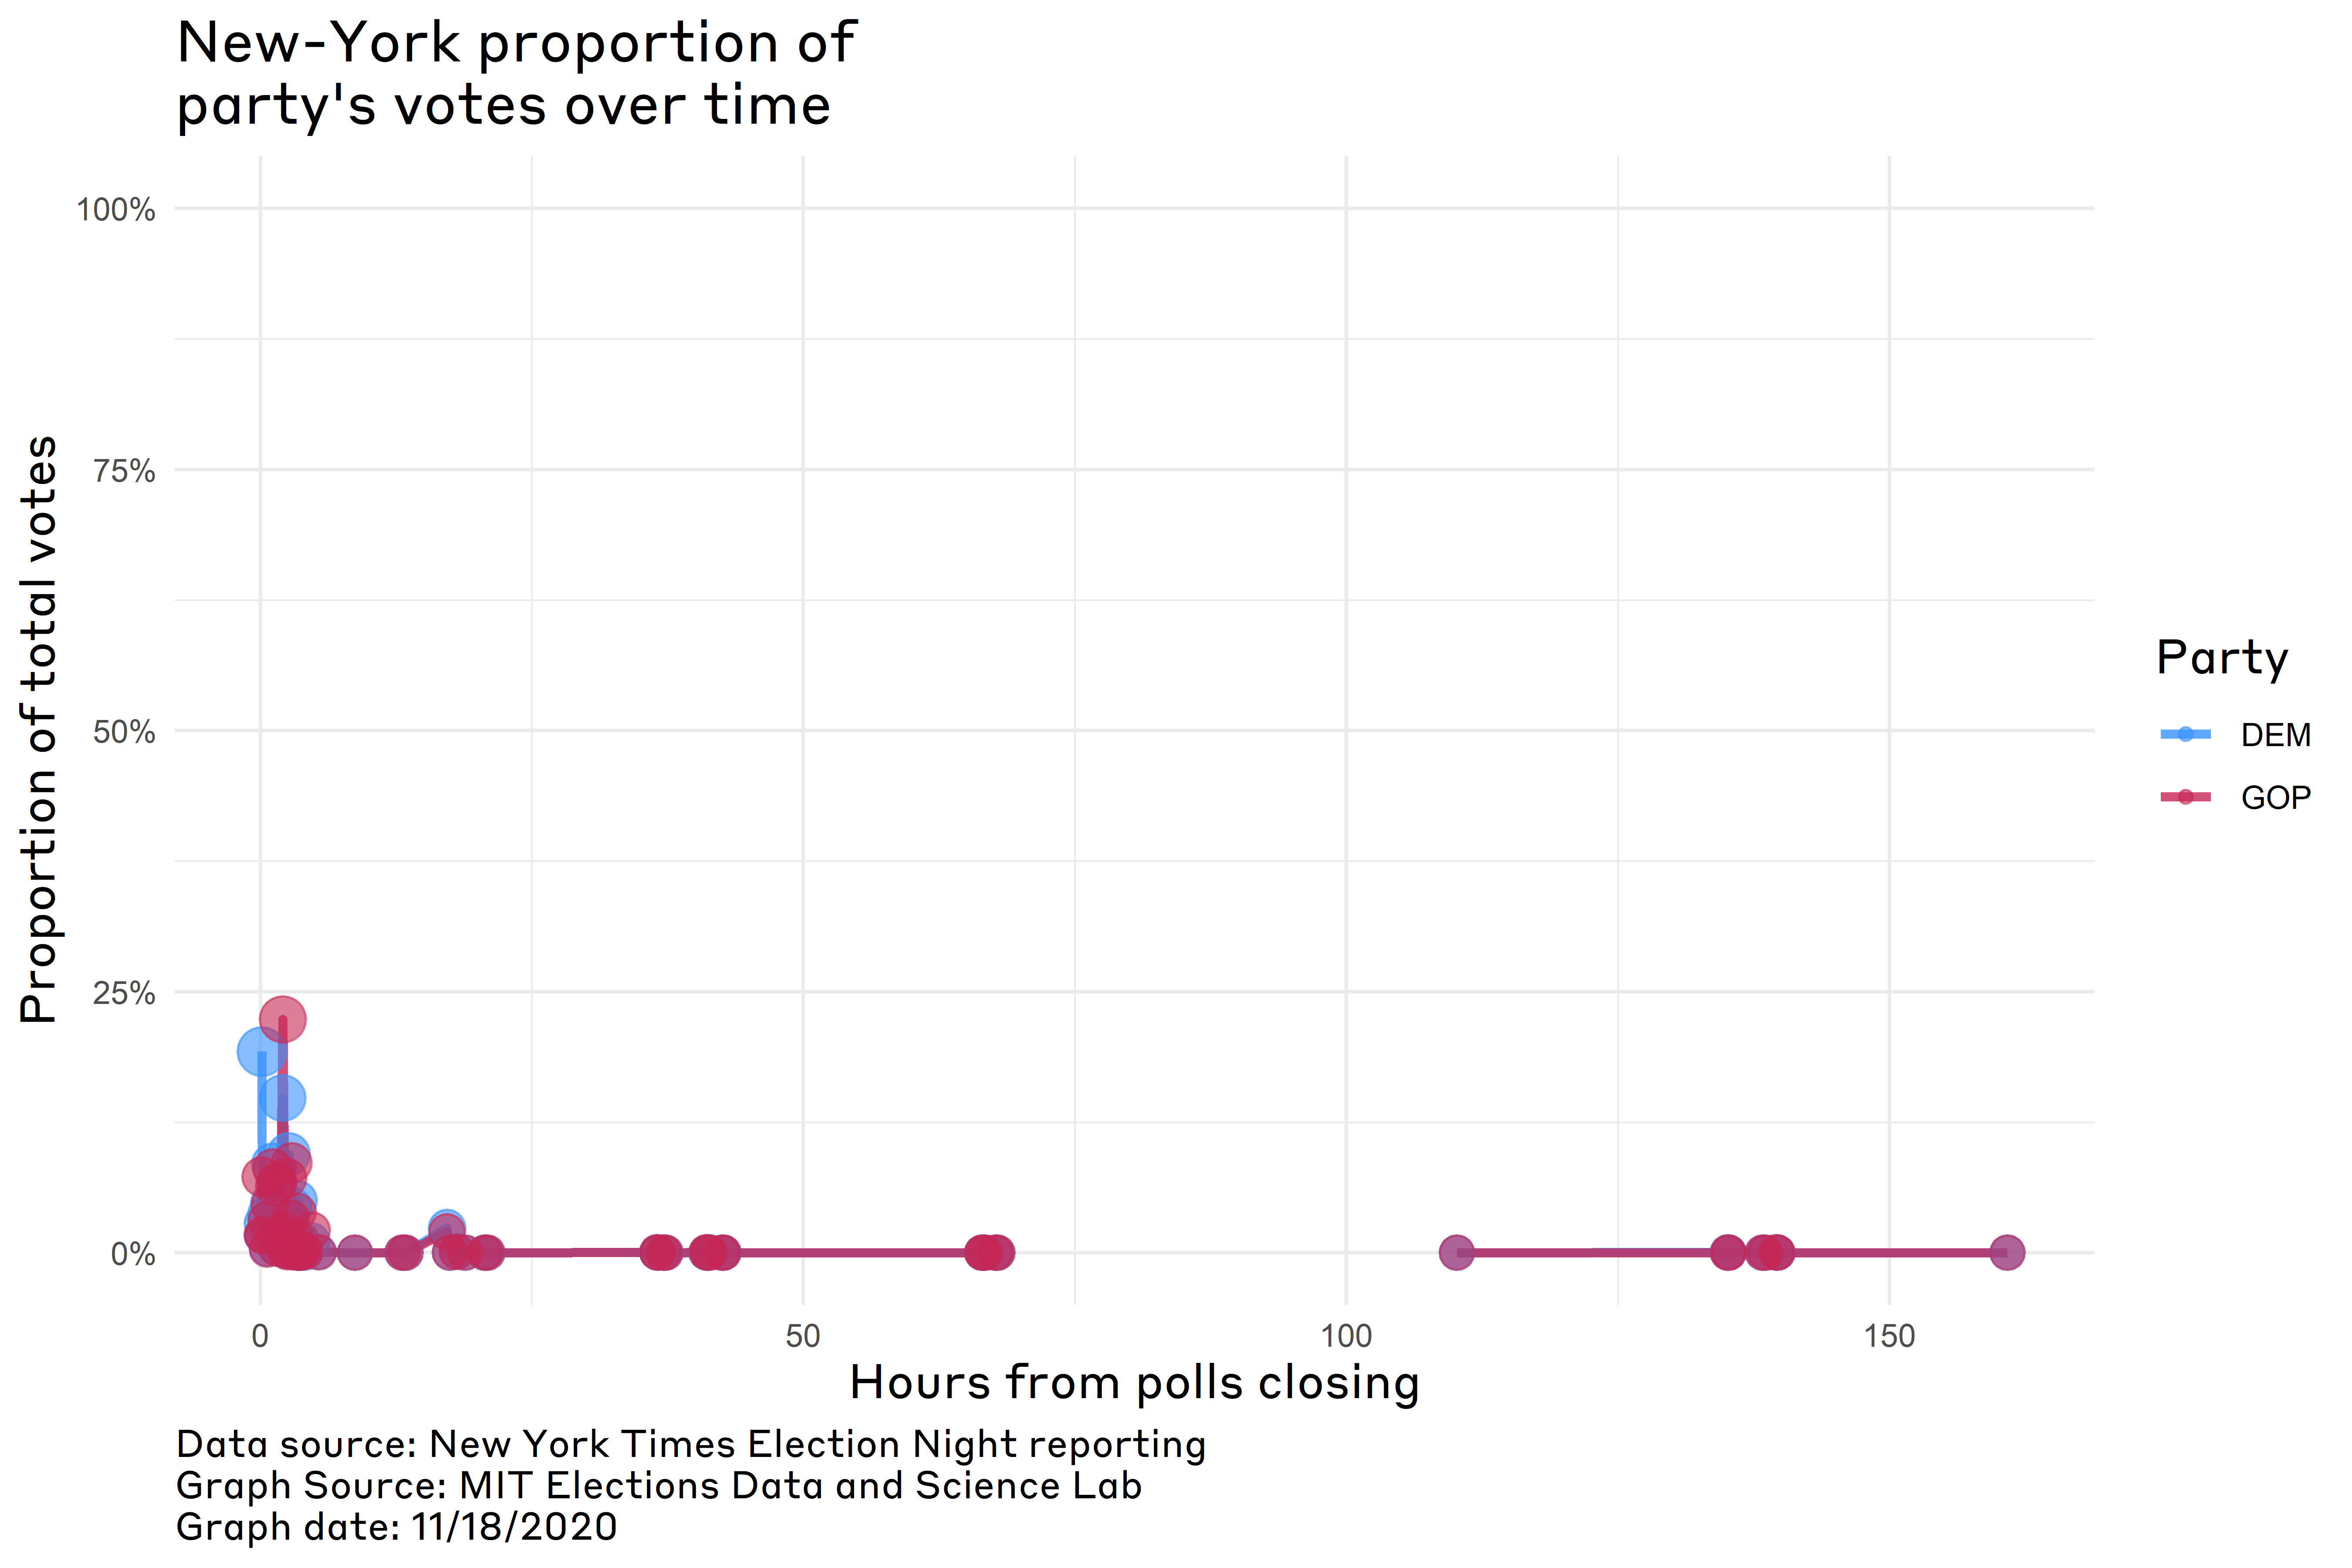 New-York proportion of
party's votes over time
Proportion of total votes
100%
75%
50%
25%
0%
0
50
100
150
Hours from polls closing
Party
DEM
GOP
Data source: New York Times Election Night reporting
Graph Source: MIT Elections Data and Science Lab
Graph date: 11/18/2020